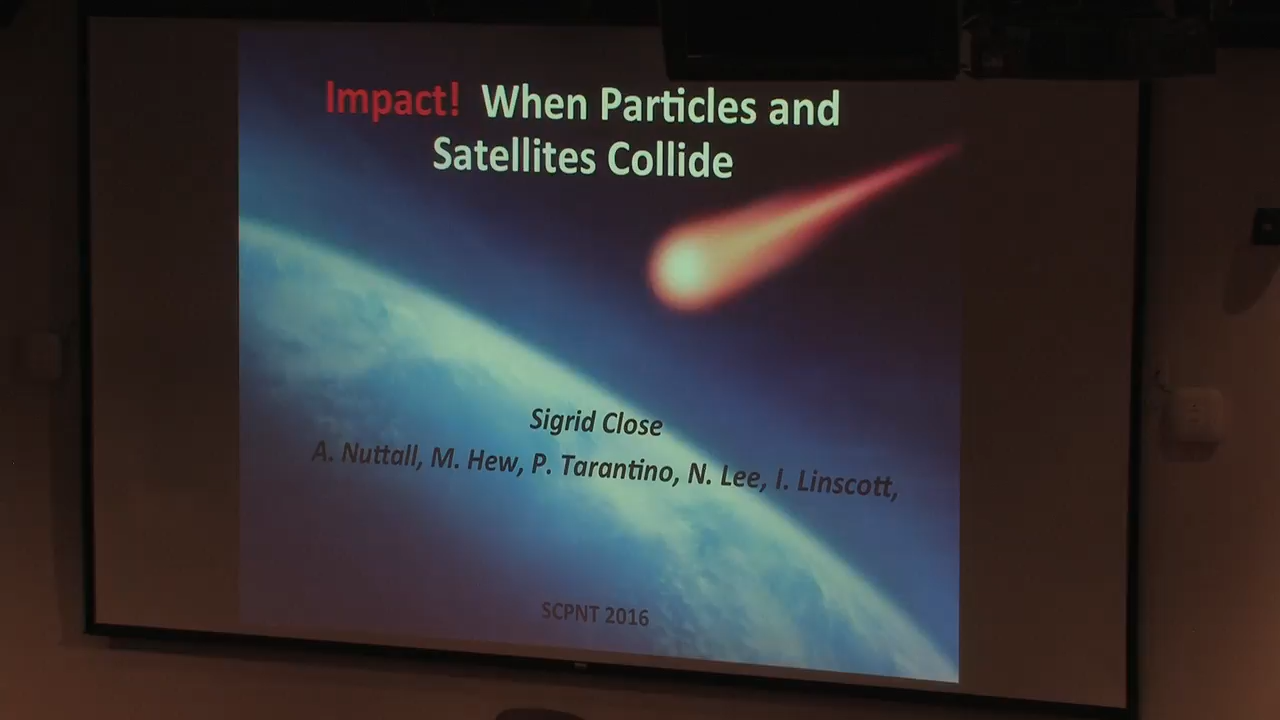 Impact! When Particles and
Satellites Collide
Sigrid Close
A. Nuttall, M. Hew, P. Tarantino, N. Lee, I. Linscott,
SCPNT 2016